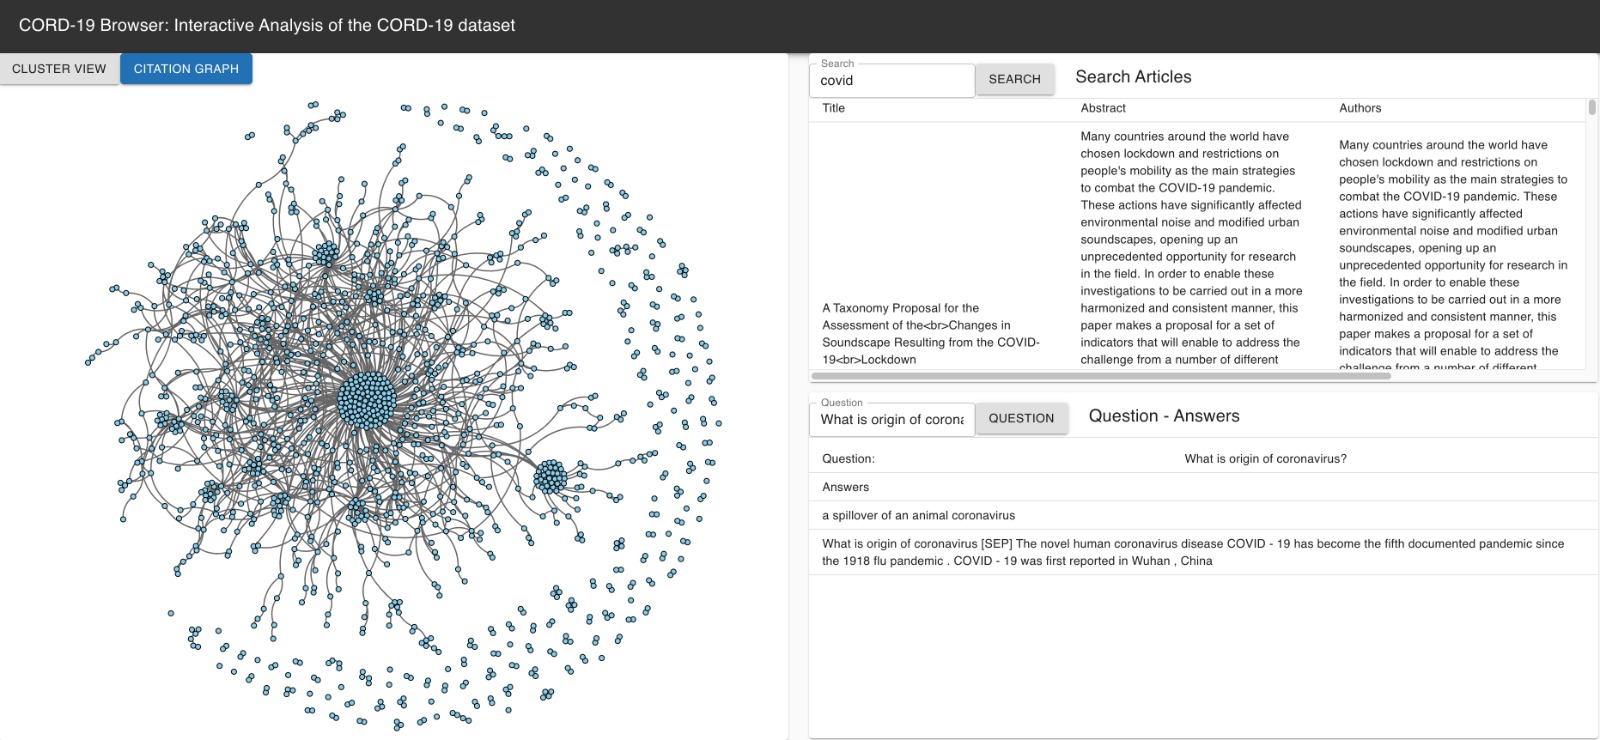 CORD-19 Browser: Interactive Analysis of the CORD-19 dataset
CLUSTER VIEW
CITATION GRAPH
Search
covid
SEARCH
Search Articles
Title
Abstract
Authors
A Taxonomy Proposal for the
Assessment of the<br>Changes in
Soundscape Resulting from the COVID-
19<br>Lockdown
Many countries around the world have
chosen lockdown and restrictions on
people's mobility as the main strategies
to combat the COVID-19 pandemic.
These actions have significantly affected
environmental noise and modified urban
soundscapes, opening up an
unprecedented opportunity for research
in the field. In order to enable these
investigations to be carried out in a more
harmonized and consistent manner, this
paper makes a proposal for a set of
indicators that will enable to address the
challenge from a number of different
Many countries around the world have
chosen lockdown and restrictions on
people's mobility as the main strategies to
combat the COVID-19 pandemic. These
actions have significantly affected
environmental noise and modified urban
soundscapes, opening up an
unprecedented opportunity for research in
the field. In order to enable these
investigations to be carried out in a more
harmonized and consistent manner, this
paper makes a proposal for a set of
indicators that will enable to address the
challenge from a number of different
Question
What is origin of corona
QUESTION
Question - Answers
Question:
What is origin of coronavirus?
Answers
a spillover of an animal coronavirus
What is origin of coronavirus [SEP] The novel human coronavirus disease COVID - 19 has become the fifth documented pandemic since
the 1918 flu pandemic . COVID - 19 was first reported in Wuhan , China